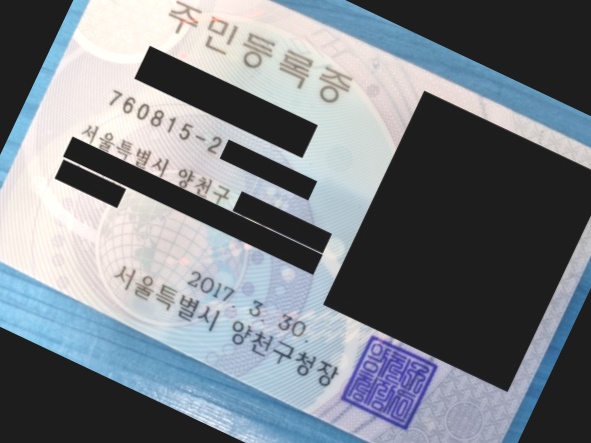 주민등록증
760815-2
서울특별시 양천구
2017. 3. 30.
서울특별시 양천구청장